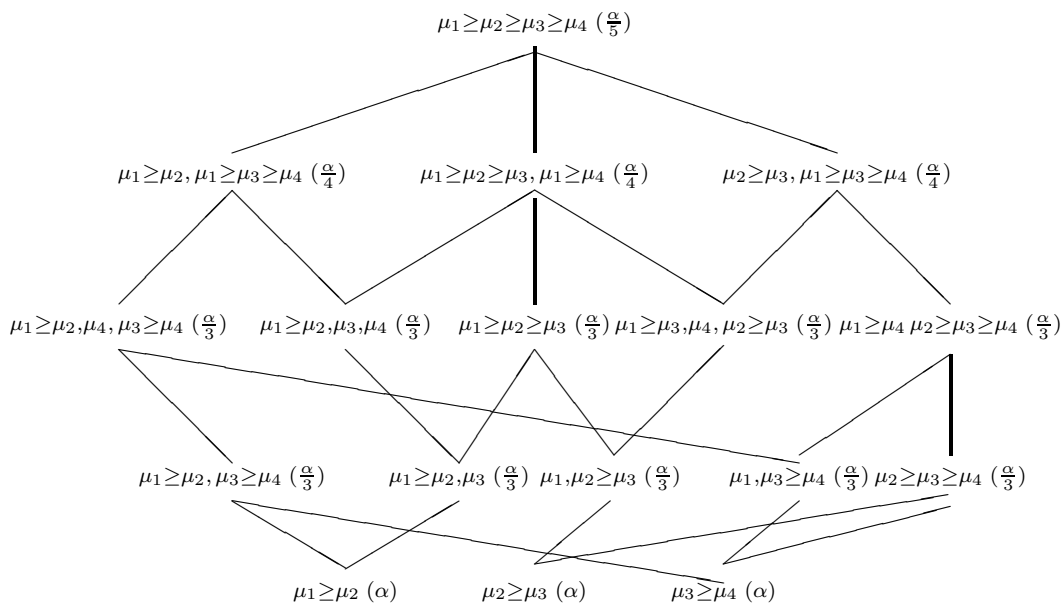 μ₁≥μ₂≥μ₃≥μ₄ (α/5)
μ₁≥μ₂, μ₁≥μ₃≥μ₄ (α/4) μ₁≥μ₂≥μ₃, μ₁≥μ₄ (α/4) μ₂≥μ₃, μ₁≥μ₃≥μ₄ (α/4)
μ₁≥μ₂,μ₄, μ₃≥μ₄ (α/3) μ₁≥μ₂,μ₃,μ₄ (α/3) μ₁≥μ₂≥μ₃ (α/3) μ₁≥μ₃,μ₄, μ₂≥μ₃ (α/3) μ₁≥μ₄ μ₂≥μ₃≥μ₄ (α/3)
μ₁≥μ₂, μ₃≥μ₄ (α/3) μ₁≥μ₂,μ₃ (α/3) μ₁,μ₂≥μ₃ (α/3) μ₁,μ₃≥μ₄ (α/3) μ₂≥μ₃≥μ₄ (α/3)
μ₁≥μ₂ (α) μ₂≥μ₃ (α) μ₃≥μ₄ (α)